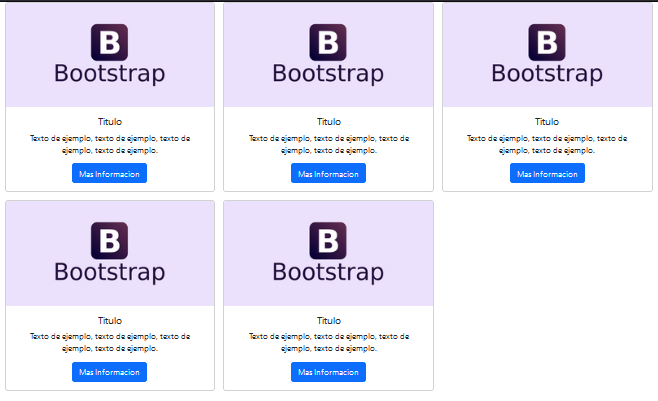 B B B
Bootstrap Bootstrap Bootstrap
Titulo Titulo Titulo
Texto de ejemplo, texto de ejemplo, texto de Texto de ejemplo, texto de ejemplo, texto de Texto de ejemplo, texto de ejemplo, texto de
ejemplo, texto de ejemplo. ejemplo, texto de ejemplo. ejemplo, texto de ejemplo.
Mas Informacion Mas Informacion Mas Informacion
B B
Bootstrap Bootstrap
Titulo Titulo
Texto de ejemplo, texto de ejemplo, texto de Texto de ejemplo, texto de ejemplo, texto de
ejemplo, texto de ejemplo. ejemplo, texto de ejemplo.
Mas Informacion Mas Informacion